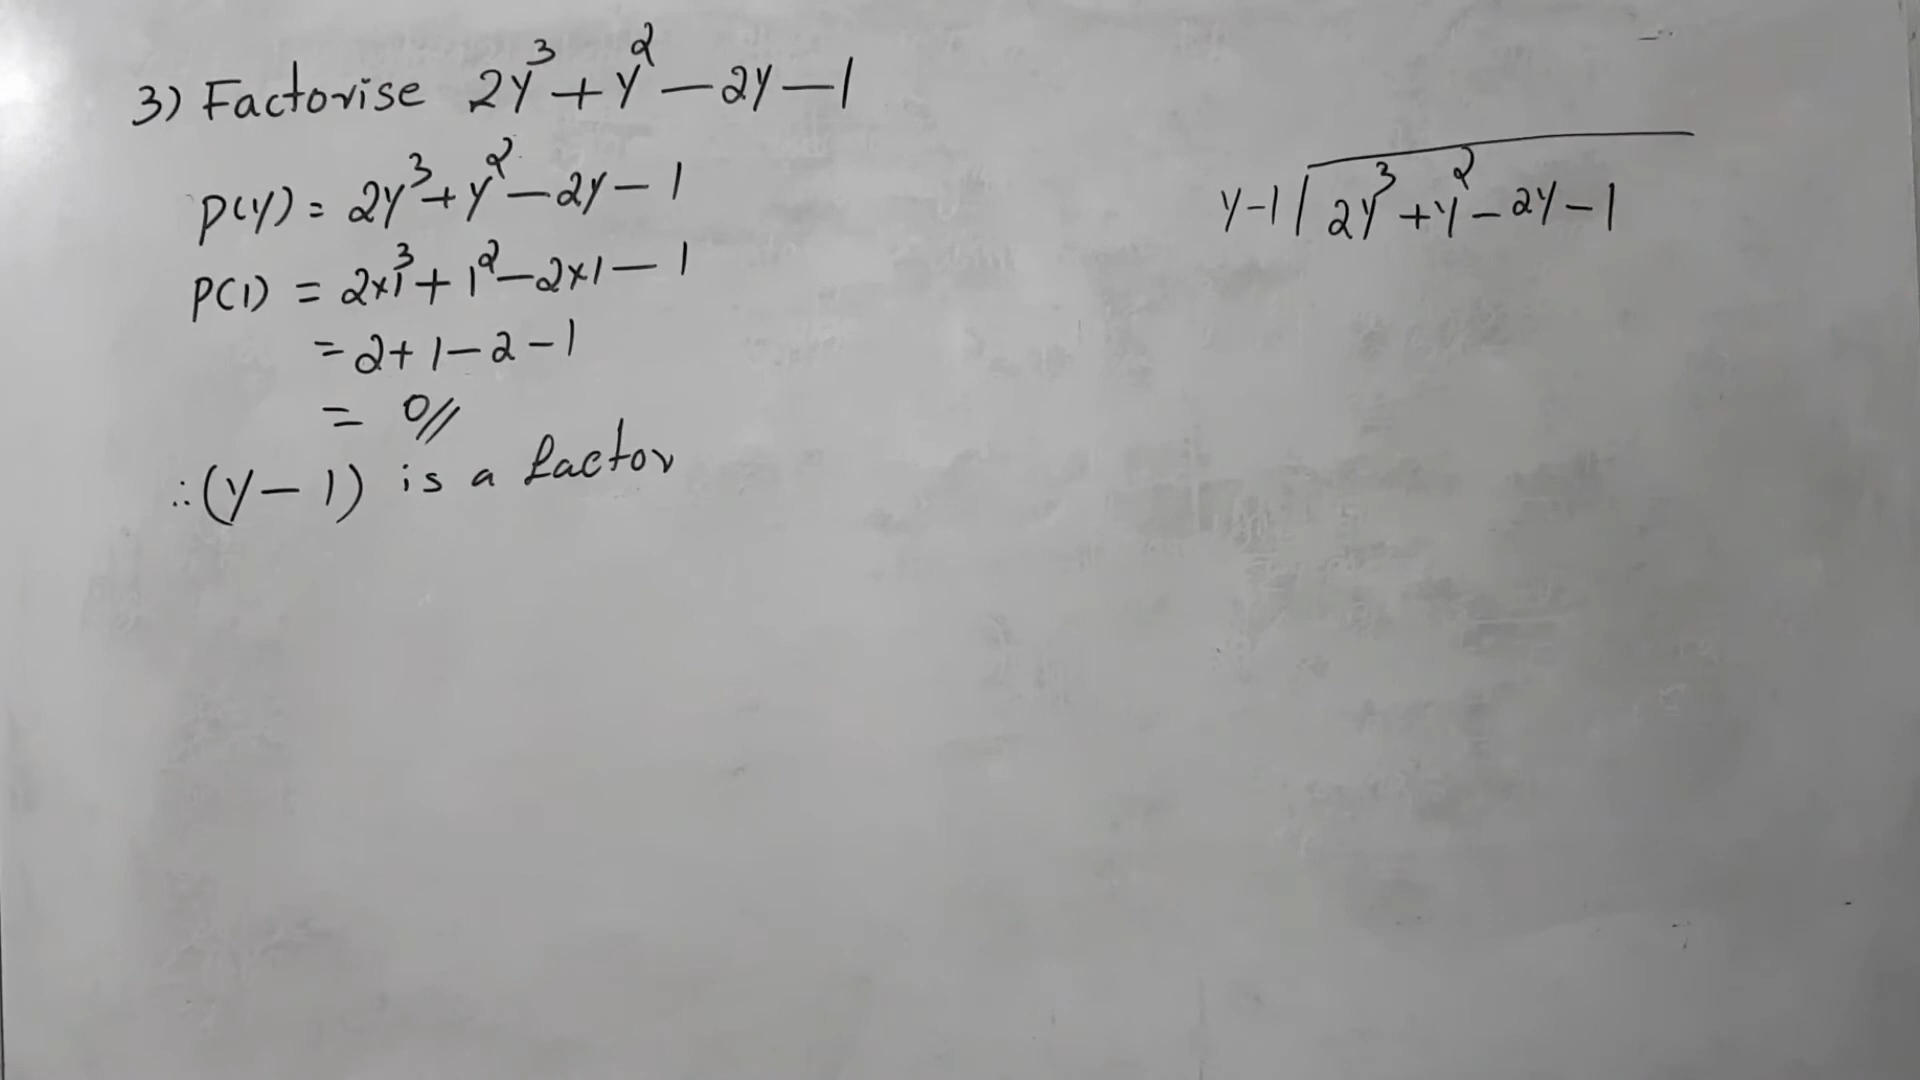 3) Factorise 2y³+y²-2y-1
p(y) = 2y³+y²-2y-1
p(1) = 2×1³+1²-2×1-1
= 2+1-2-1
= 0//
∴(y-1) is a factor
y-1 | 2y³+y²-2y-1